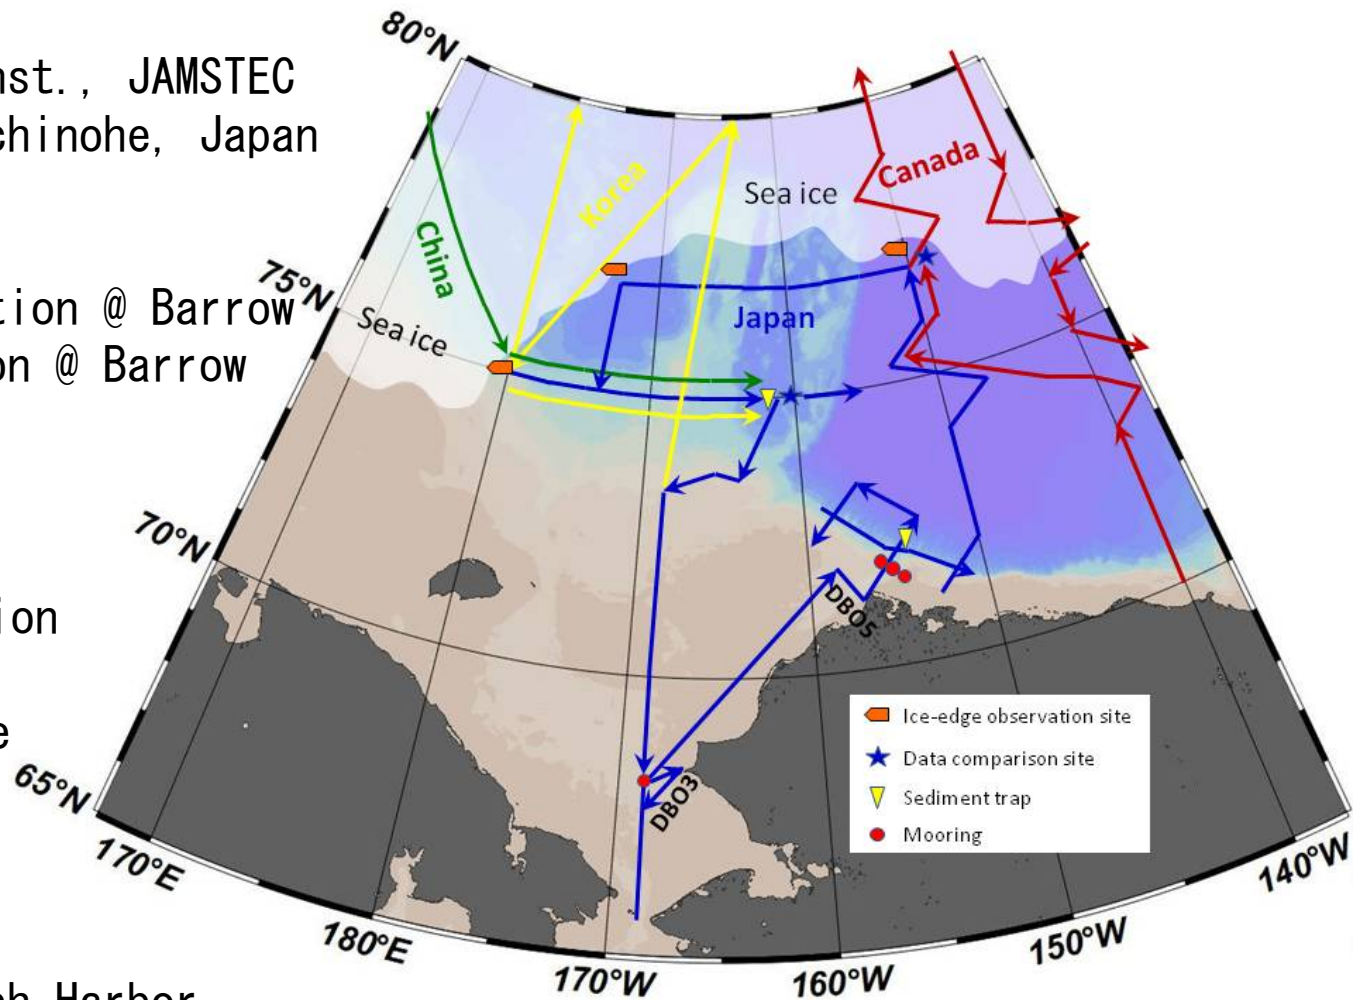 nst., JAMSTEC
chinohe, Japan
tion @ Barrow
on @ Barrow
ion
e
ch Harbor
80°N
75°N
70°N
65°N
170°E
180°E
170°W
160°W
150°W
140°W
China
Korea
Sea ice
Canada
Sea ice
Japan
DBO5
DBO3
Ice-edge observation site
Data comparison site
Sediment trap
Mooring